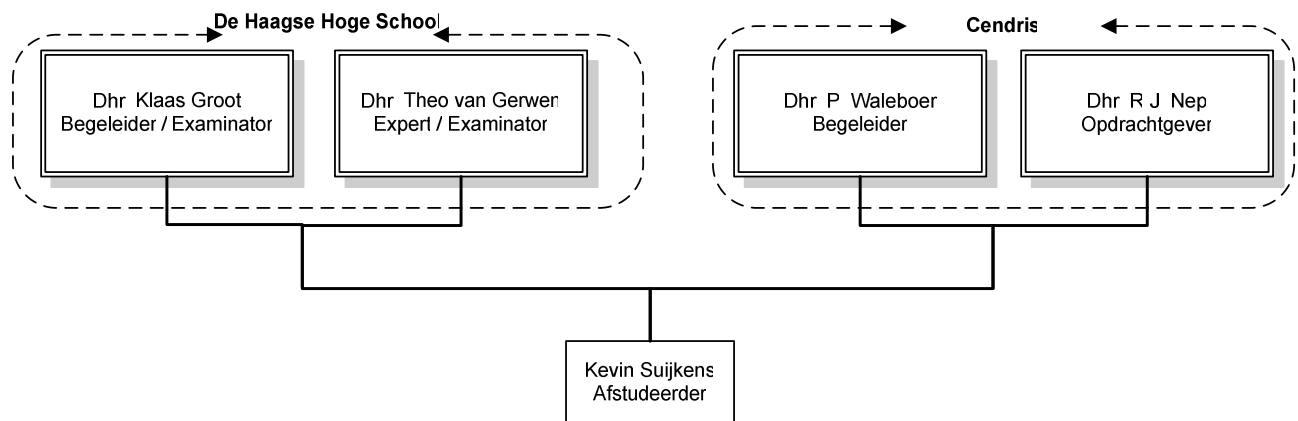 De Haagse Hoge School
Cendris
Dhr Klaas Groot
Begeleider / Examinator
Dhr Theo van Gerwen
Expert / Examinator
Dhr P Waleboer
Begeleider
Dhr R J Nep
Opdrachtgever
Kevin Suijkens
Afstudeerder